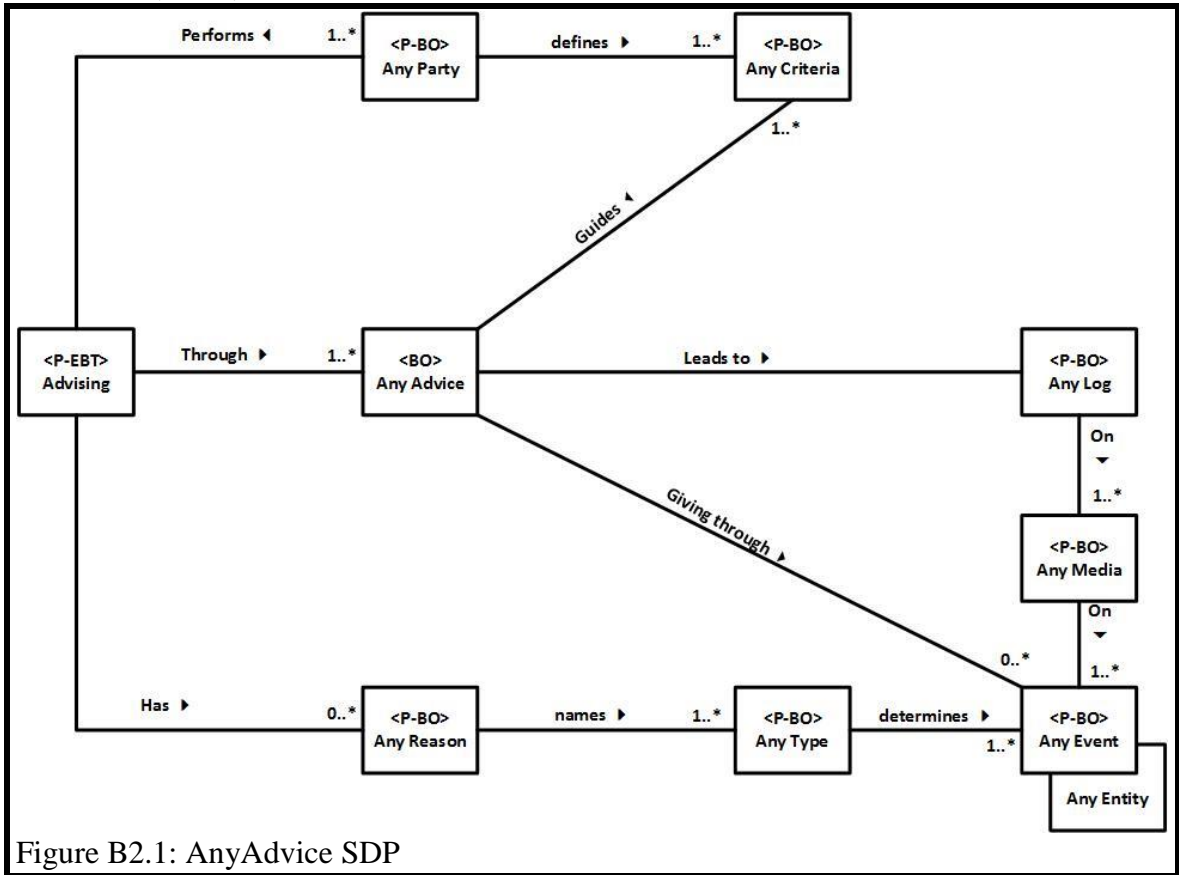 Performs ◄
1..*
<P-BO>
Any Party
defines ►
1..*
<P-BO>
Any Criteria
1..*
Guides ▲
<P-EBT>
Advising
Through ►
1..*
<BO>
Any Advice
Leads to ►
<P-BO>
Any Log
On
▼
1..*
Giving through ▲
<P-BO>
Any Media
On
▼
0..*
1..*
Has ►
0..*
<P-BO>
Any Reason
names ►
1..*
<P-BO>
Any Type
determines ►
1..*
<P-BO>
Any Event
Any Entity
Figure B2.1: AnyAdvice SDP